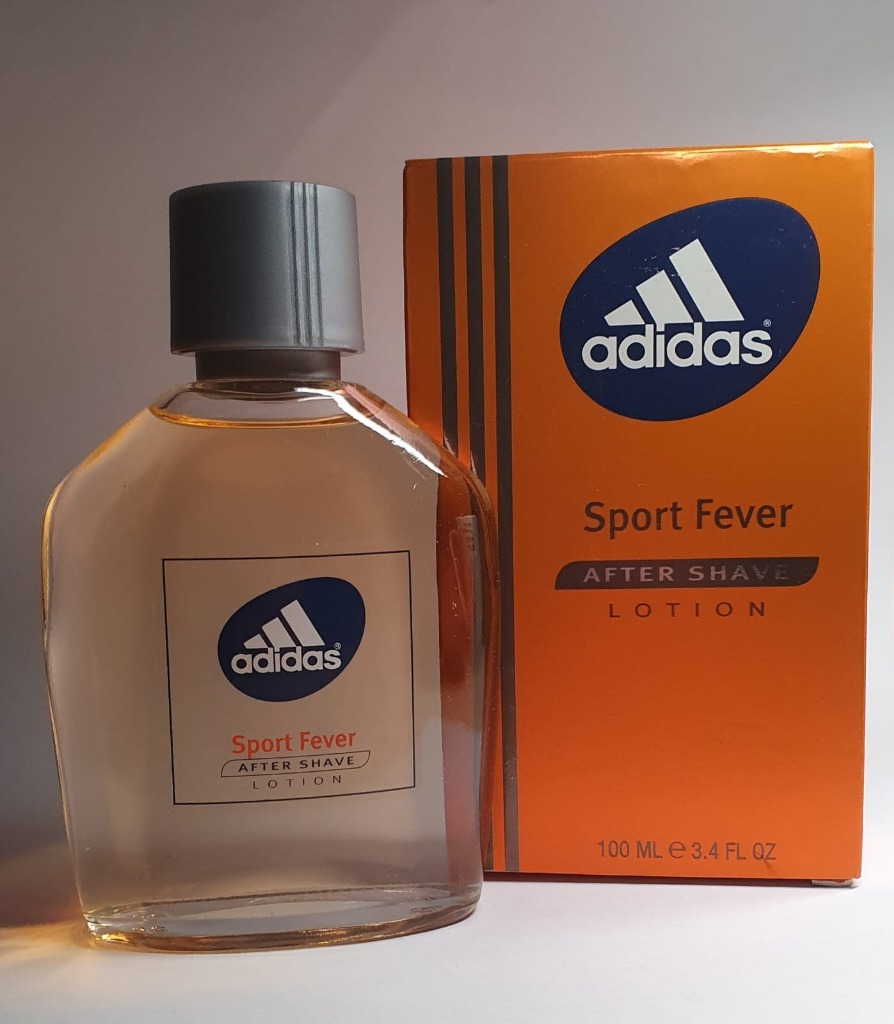 adidas®
Sport Fever
AFTER SHAVE
LOTION
adidas®
Sport Fever
AFTER SHAVE
LOTION
100 ML ℮ 3.4 FL OZ